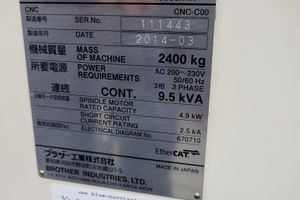 CNC CNC-C00
製造番号 SER.NO. 111443
製造年月 DATE 2014-03
機械質量 MASS OF MACHINE 2400 kg
所要電源 POWER REQUIREMENTS AC 200~230V
50/60 Hz
3相 3 PHASE
連続 CONT. 9.5 kVA
SPINDLE MOTOR RATED CAPACITY 4.9 kW
SHORT CIRCUIT CURRENT RATING 2.5 kA
ELECTRICAL DIAGRAM NO. 670710
EtherCAT
ブラザー工業株式会社 MADE IN JAPAN
BROTHER INDUSTRIES, LTD.